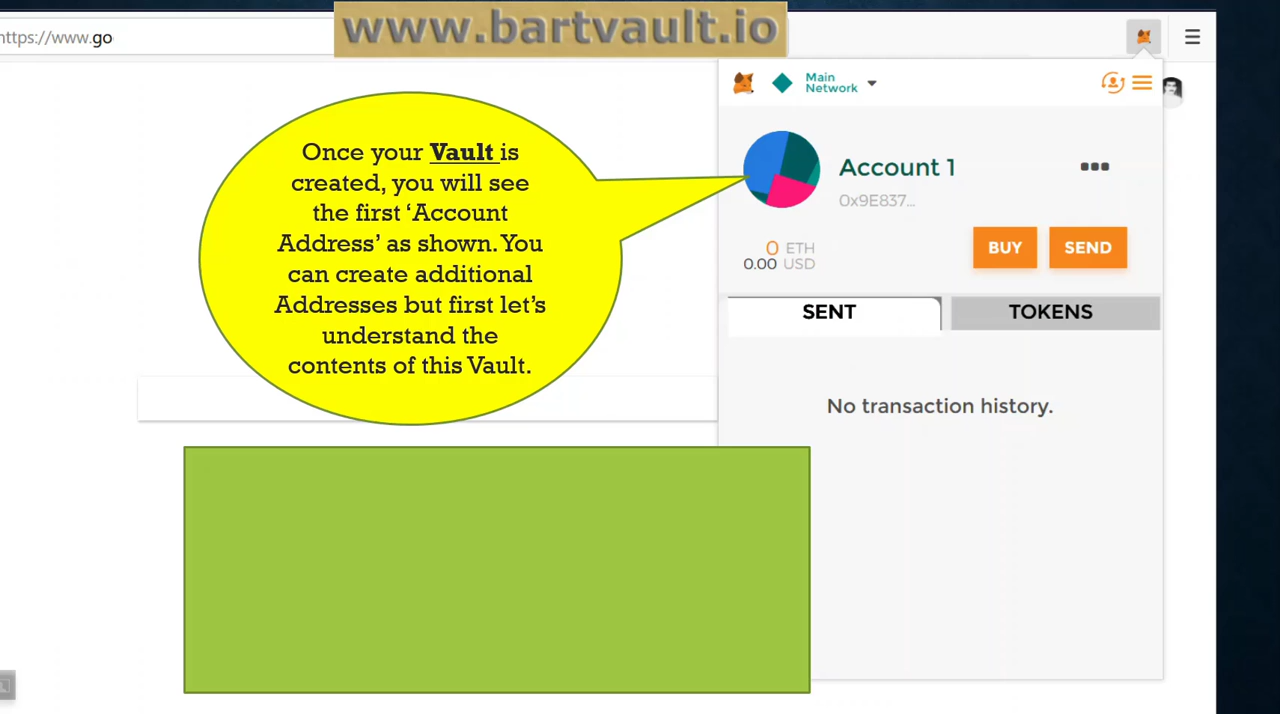 www.bartvault.io
https://www.go
Main
Network
Once your Vault is
created, you will see
the first ‘Account
Address’ as shown. You
can create additional
Addresses but first let’s
understand the
contents of this Vault.
Account 1
0x9E837...
0 ETH
0.00 USD
BUY
SEND
SENT
TOKENS
No transaction history.